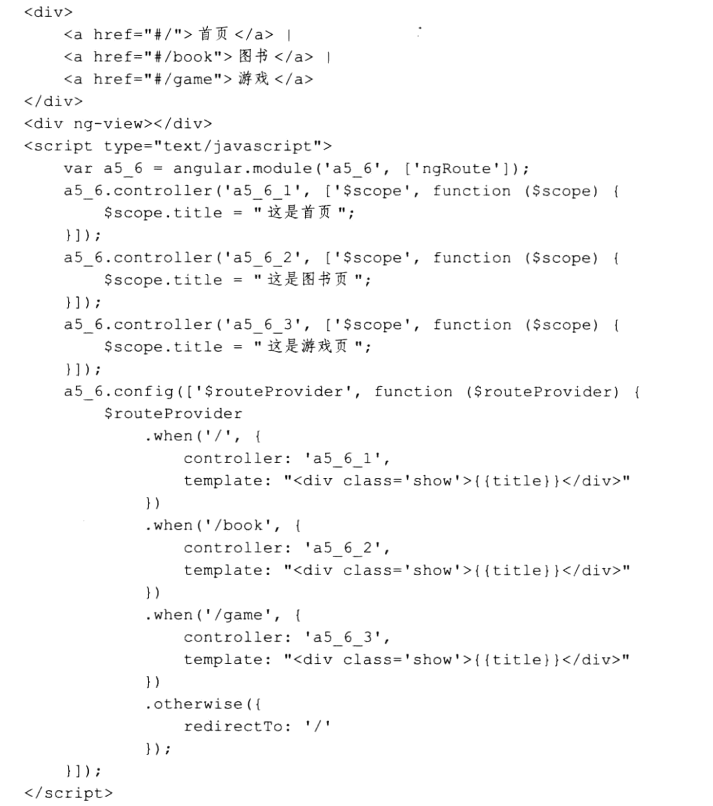 <div>
    <a href="#/">首页</a> |
    <a href="#/book">图书</a> |
    <a href="#/game">游戏</a>
</div>
<div ng-view></div>
<script type="text/javascript">
    var a5_6 = angular.module('a5_6', ['ngRoute']);
    a5_6.controller('a5_6_1', ['$scope', function ($scope) {
        $scope.title = "这是首页";
    }]);
    a5_6.controller('a5_6_2', ['$scope', function ($scope) {
        $scope.title = "这是图书页";
    }]);
    a5_6.controller('a5_6_3', ['$scope', function ($scope) {
        $scope.title = "这是游戏页";
    }]);
    a5_6.config(['$routeProvider', function ($routeProvider) {
        $routeProvider
            .when('/', {
                controller: 'a5_6_1',
                template: "<div class='show'>{{title}}</div>"
            })
            .when('/book', {
                controller: 'a5_6_2',
                template: "<div class='show'>{{title}}</div>"
            })
            .when('/game', {
                controller: 'a5_6_3',
                template: "<div class='show'>{{title}}</div>"
            })
            .otherwise({
                redirectTo: '/'
            });
    }]);
</script>